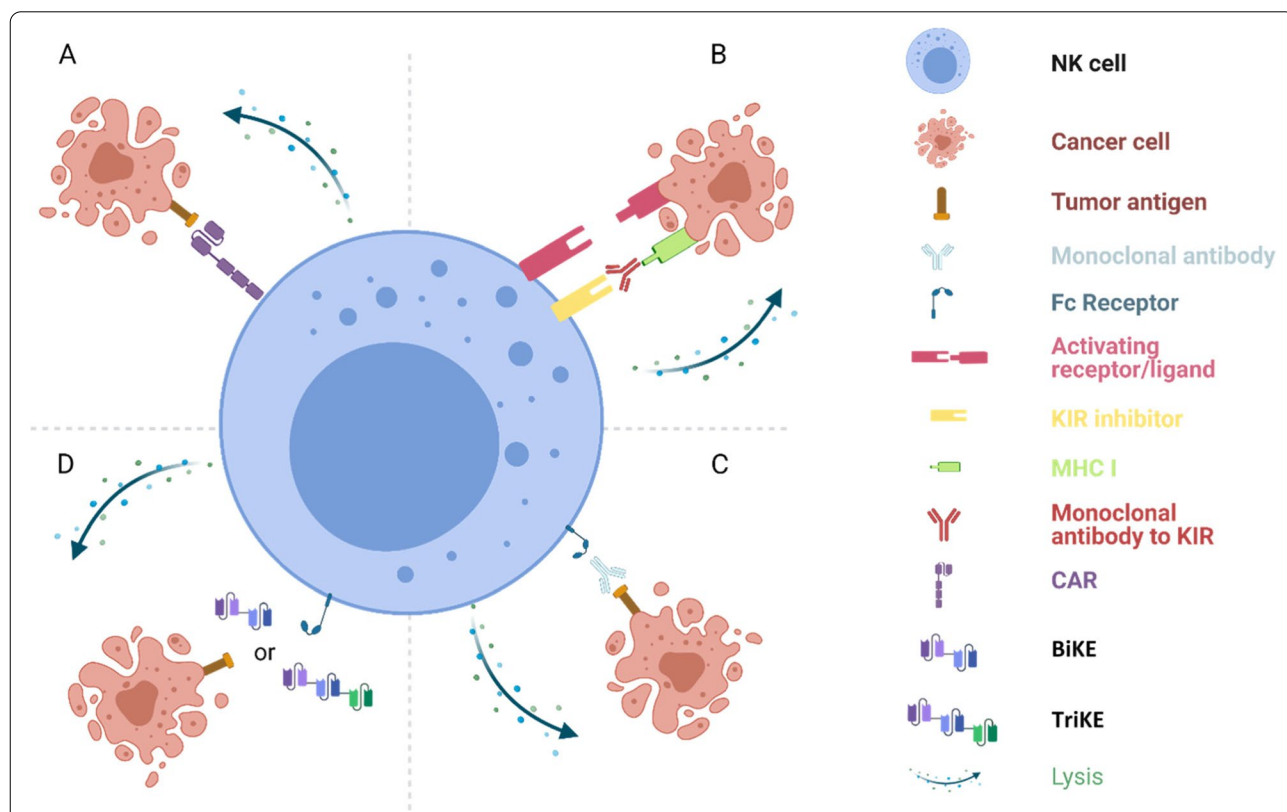 A
B
D
C
or
NK cell
Cancer cell
Tumor antigen
Monoclonal antibody
Fc Receptor
Activating
receptor/ligand
KIR inhibitor
MHC I
Monoclonal
antibody to KIR
CAR
BiKE
TriKE
Lysis